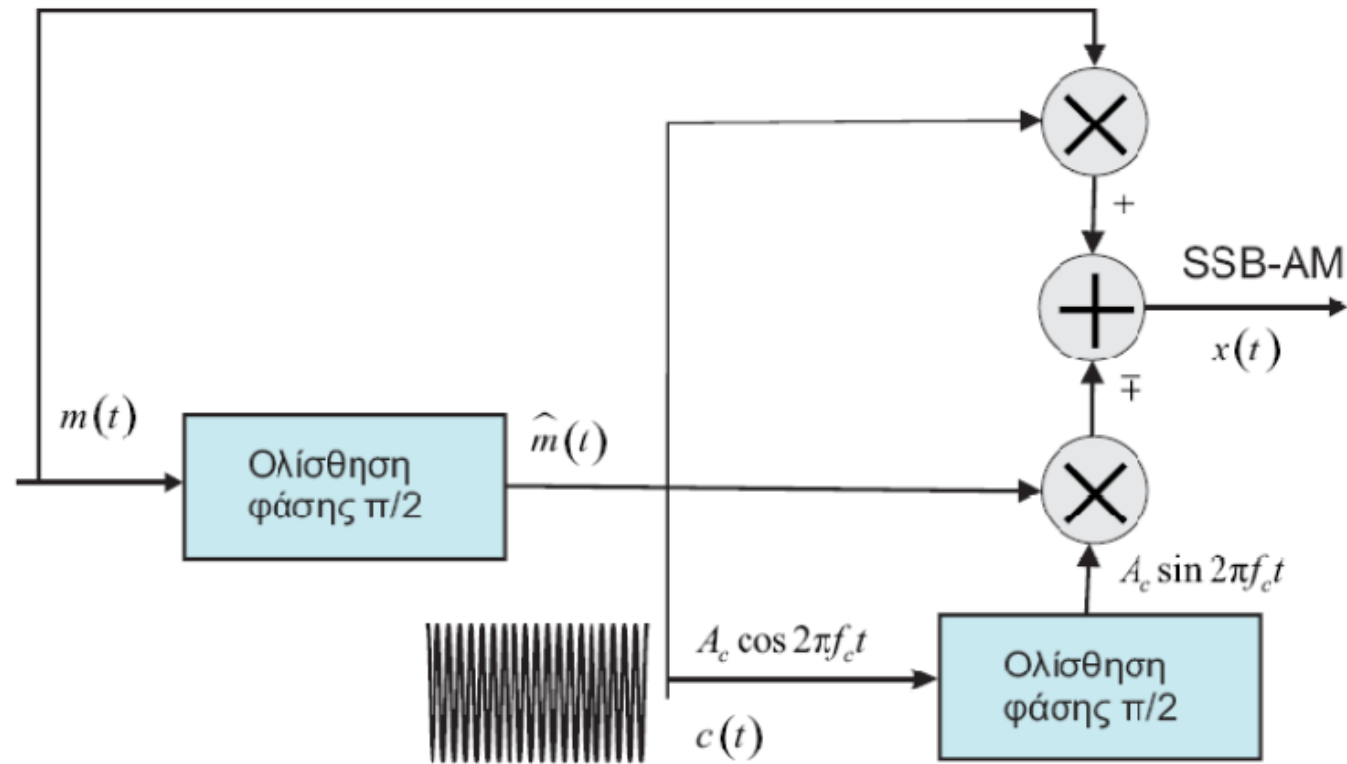 +
SSB-AM
x(t)
∓
m(t)
Ολίσθηση
φάσης π/2
m̂(t)
A_c sin 2πf_c t
A_c cos 2πf_c t
c(t)
Ολίσθηση
φάσης π/2